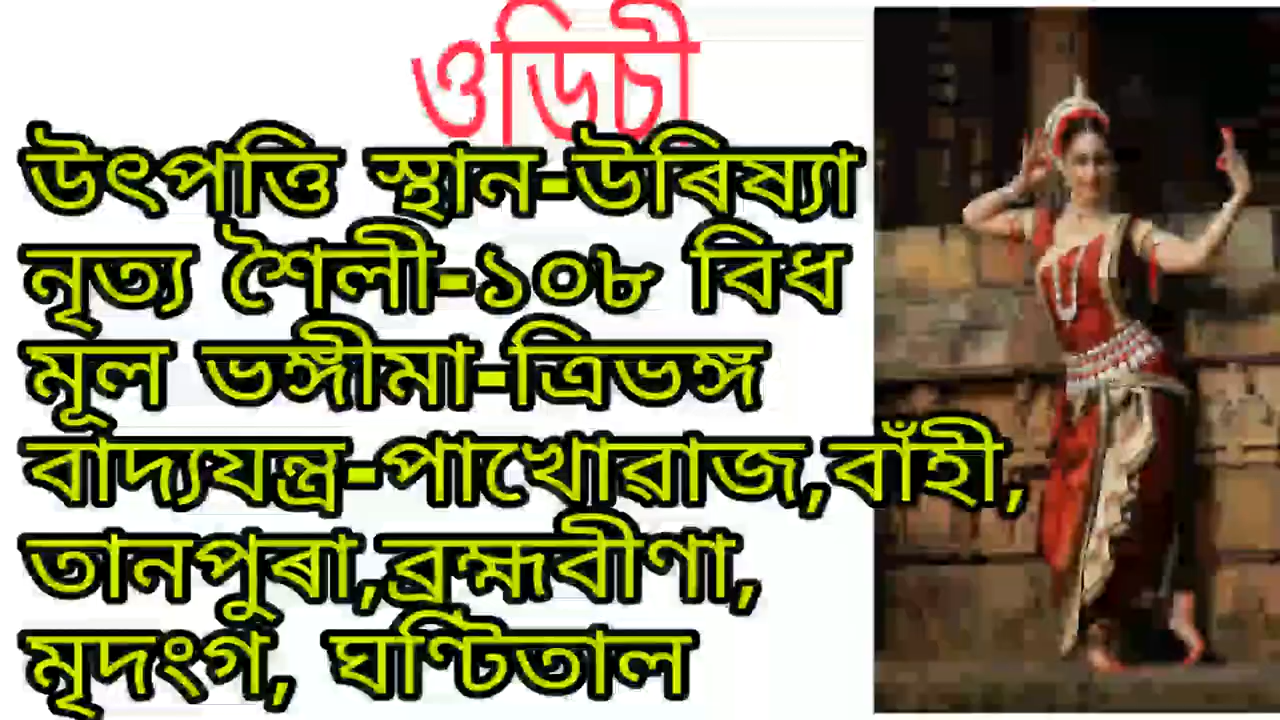 ওডিচী
উৎপত্তি স্থান-উৰিষ্যা
নৃত্য শৈলী-১০৮ বিধ
মূল ভঙ্গীমা-ত্ৰিভঙ্গ
বাদ্যযন্ত্ৰ-পাখোৱাজ,বাঁহী,
তানপুৰা,ব্ৰহ্মবীণা,
মৃদংগ, ঘণ্টিতাল